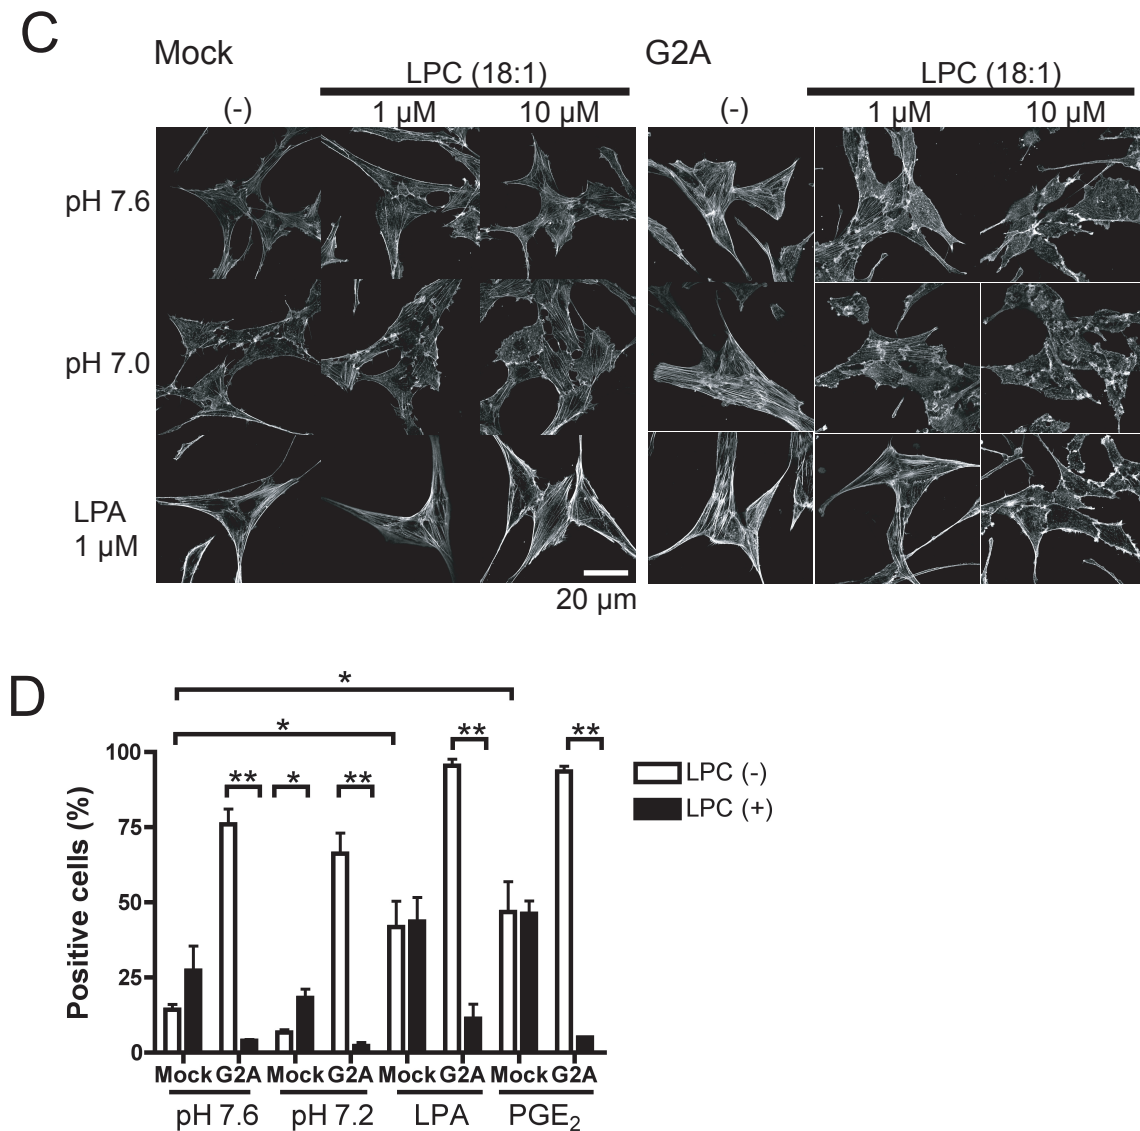 C
Mock
G2A
LPC (18:1)
LPC (18:1)
(-)
1 µM
10 µM
(-)
1 µM
10 µM
pH 7.6
pH 7.0
LPA
1 µM
20 µm
D
*
*
**
**
**
*
**
LPC (-)
LPC (+)
Positive cells (%)
100
75
50
25
0
Mock G2A Mock G2A Mock G2A Mock G2A
pH 7.6 pH 7.2 LPA PGE₂